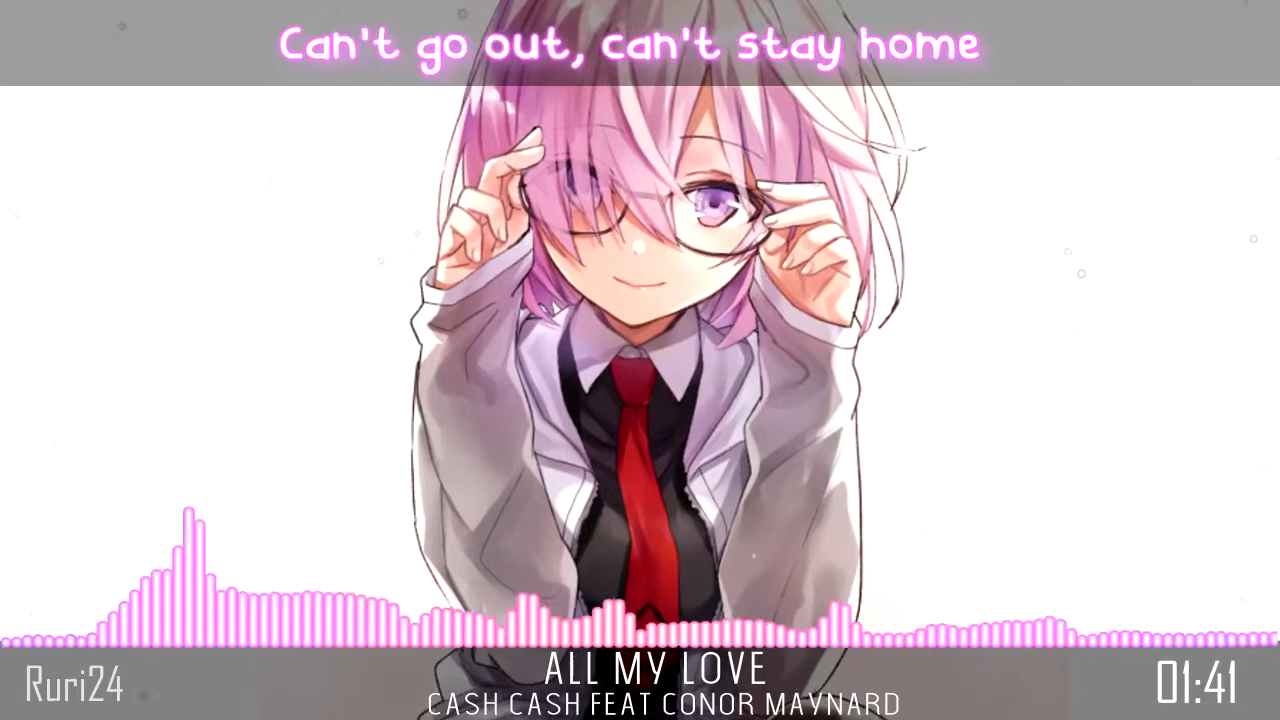 Can't go out, can't stay home
ALL MY LOVE
Ruri24
01:41
CASH CASH FEAT CONOR MAYNARD